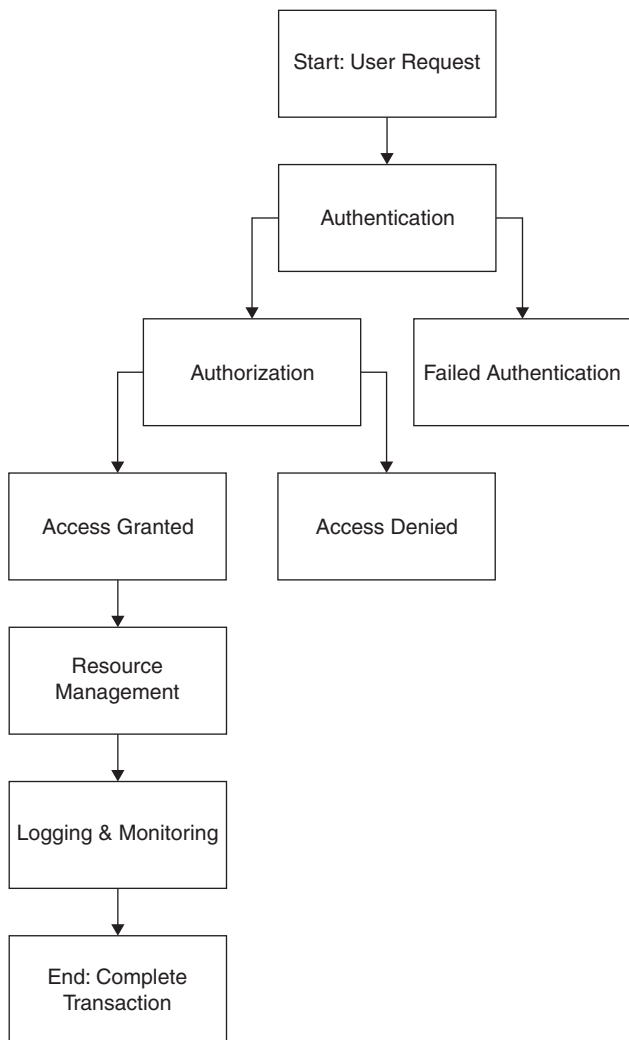 Start: User Request
Authentication
Authorization
Failed Authentication
Access Granted
Access Denied
Resource
Management
Logging & Monitoring
End: Complete
Transaction